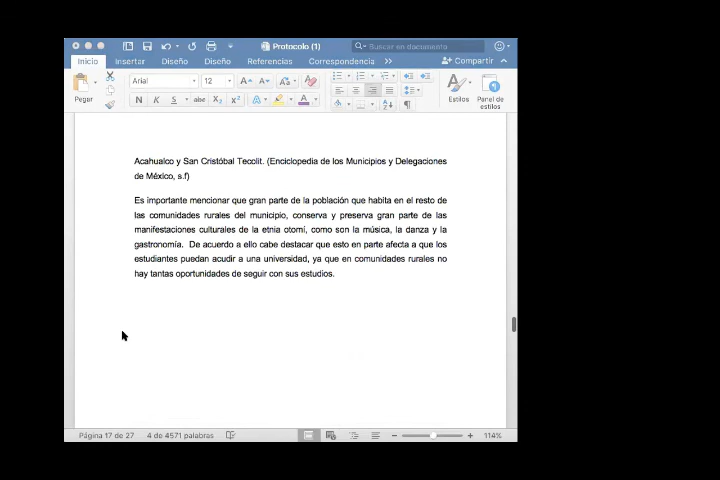 Protocolo (1)
Buscar en documento
Inicio Insertar Diseño Diseño Referencias Correspondencia >> Compartir
Pegar Arial 12 Estilos Panel de estilos
N K S abc X₂ X² A A
Acahualco y San Cristóbal Tecolit. (Enciclopedia de los Municipios y Delegaciones
de México, s.f)
Es importante mencionar que gran parte de la población que habita en el resto de
las comunidades rurales del municipio, conserva y preserva gran parte de las
manifestaciones culturales de la etnia otomí, como son la música, la danza y la
gastronomía. De acuerdo a ello cabe destacar que esto en parte afecta a que los
estudiantes puedan acudir a una universidad, ya que en comunidades rurales no
hay tantas oportunidades de seguir con sus estudios.
Página 17 de 27 4 de 4571 palabras 114%